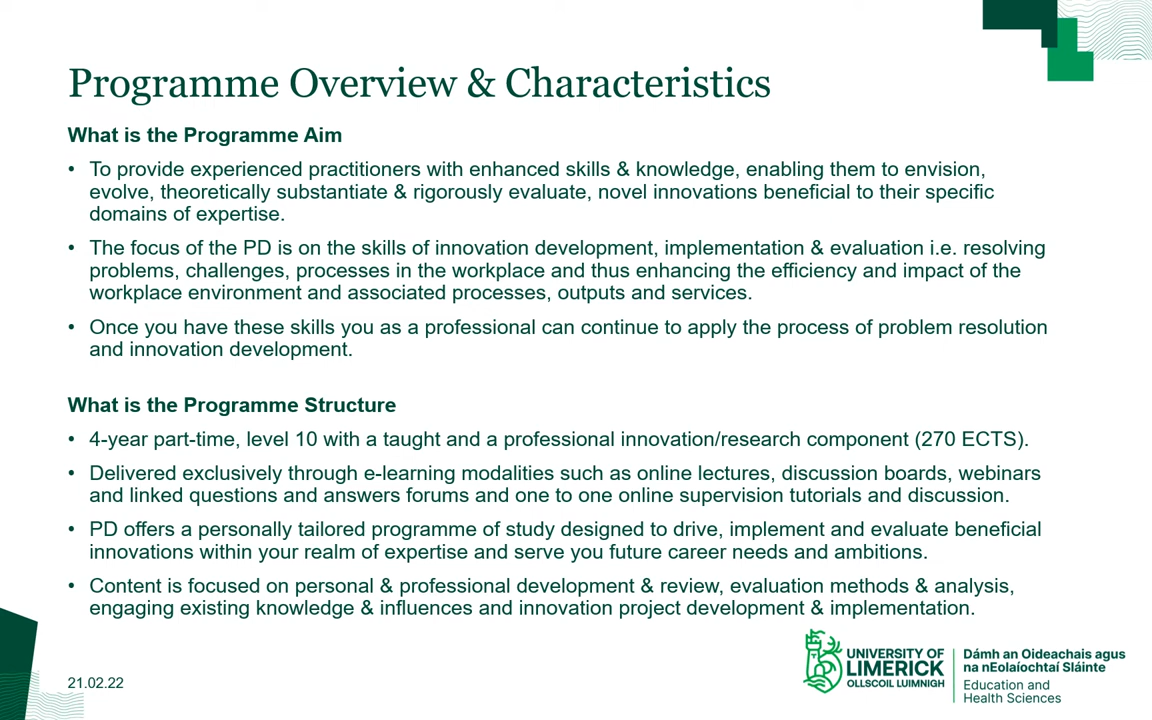 Programme Overview & Characteristics
What is the Programme Aim
• To provide experienced practitioners with enhanced skills & knowledge, enabling them to envision,
evolve, theoretically substantiate & rigorously evaluate, novel innovations beneficial to their specific
domains of expertise.
• The focus of the PD is on the skills of innovation development, implementation & evaluation i.e. resolving
problems, challenges, processes in the workplace and thus enhancing the efficiency and impact of the
workplace environment and associated processes, outputs and services.
• Once you have these skills you as a professional can continue to apply the process of problem resolution
and innovation development.
What is the Programme Structure
• 4-year part-time, level 10 with a taught and a professional innovation/research component (270 ECTS).
• Delivered exclusively through e-learning modalities such as online lectures, discussion boards, webinars
and linked questions and answers forums and one to one online supervision tutorials and discussion.
• PD offers a personally tailored programme of study designed to drive, implement and evaluate beneficial
innovations within your realm of expertise and serve you future career needs and ambitions.
• Content is focused on personal & professional development & review, evaluation methods & analysis,
engaging existing knowledge & influences and innovation project development & implementation.
21.02.22
UNIVERSITY OF
LIMERICK
OLLSCOIL LUIMNIGH
Dámh an Oideachais agus
na nEolaíochtaí Sláinte
Education and
Health Sciences